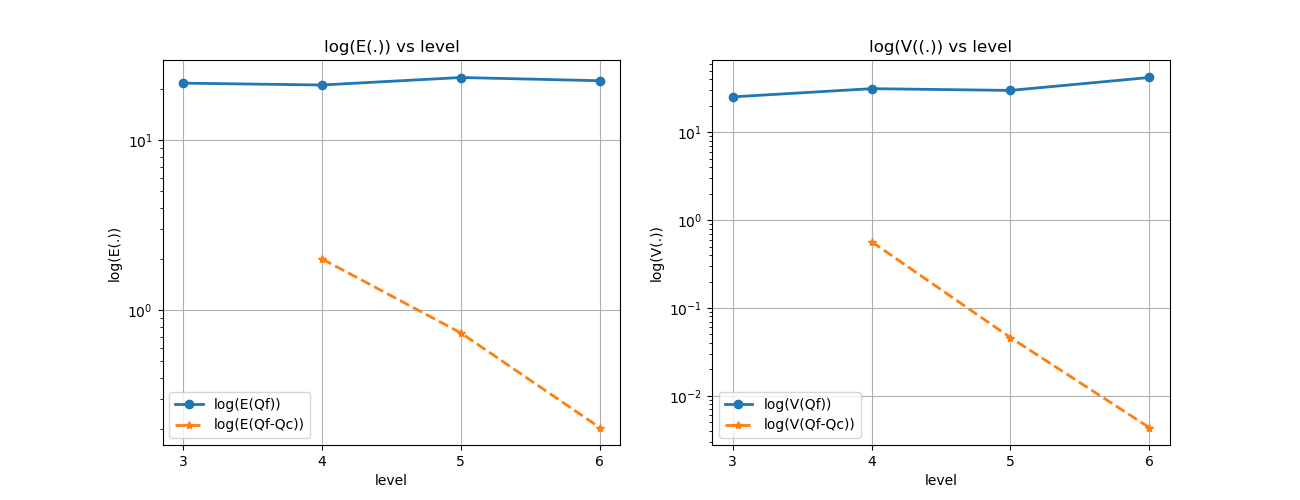 log(E(.)) vs level
log(E(.))
10¹
10⁰
log(E(Qf))
log(E(Qf-Qc))
3 4 5 6
level
log(V((.)) vs level
log(V(.))
10¹
10⁰
10⁻¹
10⁻²
log(V(Qf))
log(V(Qf-Qc))
3 4 5 6
level